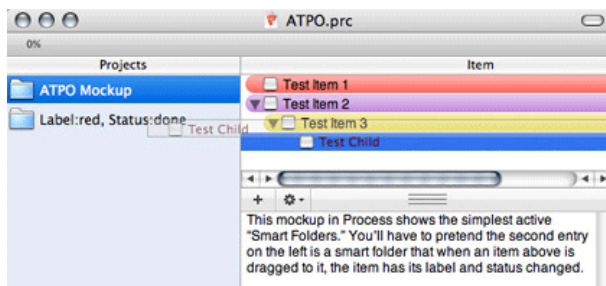 ATPO.prc
0%
Projects
Item
ATPO Mockup
Label:red, Status:done
Test Child
Test Item 1
Test Item 2
Test Item 3
Test Child
This mockup in Process shows the simplest active
“Smart Folders.” You’ll have to pretend the second entry
on the left is a smart folder that when an item above is
dragged to it, the item has its label and status changed.